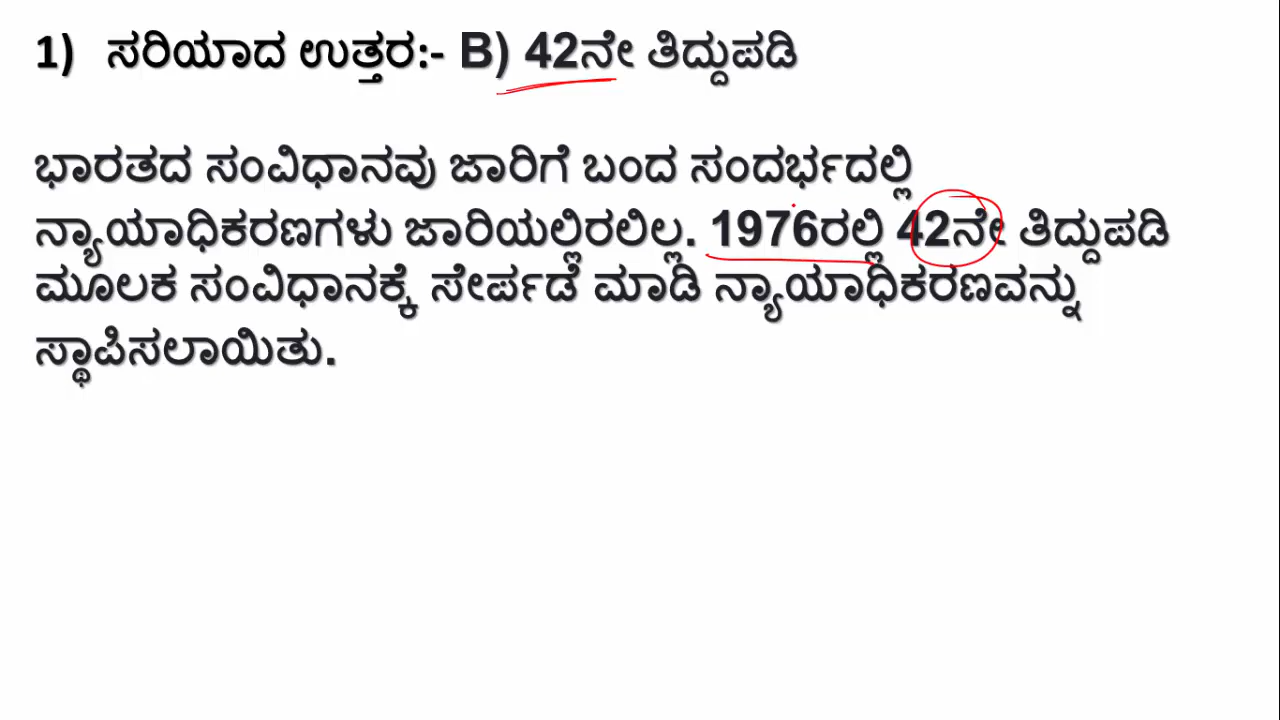 1) ಸರಿಯಾದ ಉತ್ತರ:- B) 42ನೇ ತಿದ್ದುಪಡಿ
ಭಾರತದ ಸಂವಿಧಾನವು ಜಾರಿಗೆ ಬಂದ ಸಂದರ್ಭದಲ್ಲಿ
ನ್ಯಾಯಾಧಿಕರಣಗಳು ಜಾರಿಯಲ್ಲಿರಲಿಲ್ಲ. 1976ರಲ್ಲಿ 42ನೇ ತಿದ್ದುಪಡಿ
ಮೂಲಕ ಸಂವಿಧಾನಕ್ಕೆ ಸೇರ್ಪಡೆ ಮಾಡಿ ನ್ಯಾಯಾಧಿಕರಣವನ್ನು
ಸ್ಥಾಪಿಸಲಾಯಿತು.